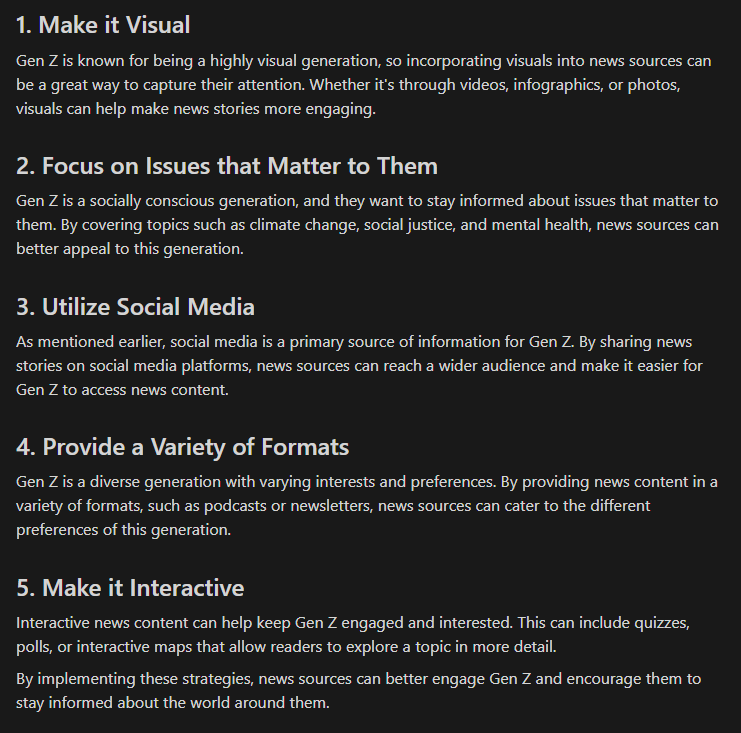 1. Make it Visual
Gen Z is known for being a highly visual generation, so incorporating visuals into news sources can
be a great way to capture their attention. Whether it's through videos, infographics, or photos,
visuals can help make news stories more engaging.
2. Focus on Issues that Matter to Them
Gen Z is a socially conscious generation, and they want to stay informed about issues that matter to
them. By covering topics such as climate change, social justice, and mental health, news sources can
better appeal to this generation.
3. Utilize Social Media
As mentioned earlier, social media is a primary source of information for Gen Z. By sharing news
stories on social media platforms, news sources can reach a wider audience and make it easier for
Gen Z to access news content.
4. Provide a Variety of Formats
Gen Z is a diverse generation with varying interests and preferences. By providing news content in a
variety of formats, such as podcasts or newsletters, news sources can cater to the different
preferences of this generation.
5. Make it Interactive
Interactive news content can help keep Gen Z engaged and interested. This can include quizzes,
polls, or interactive maps that allow readers to explore a topic in more detail.
By implementing these strategies, news sources can better engage Gen Z and encourage them to
stay informed about the world around them.